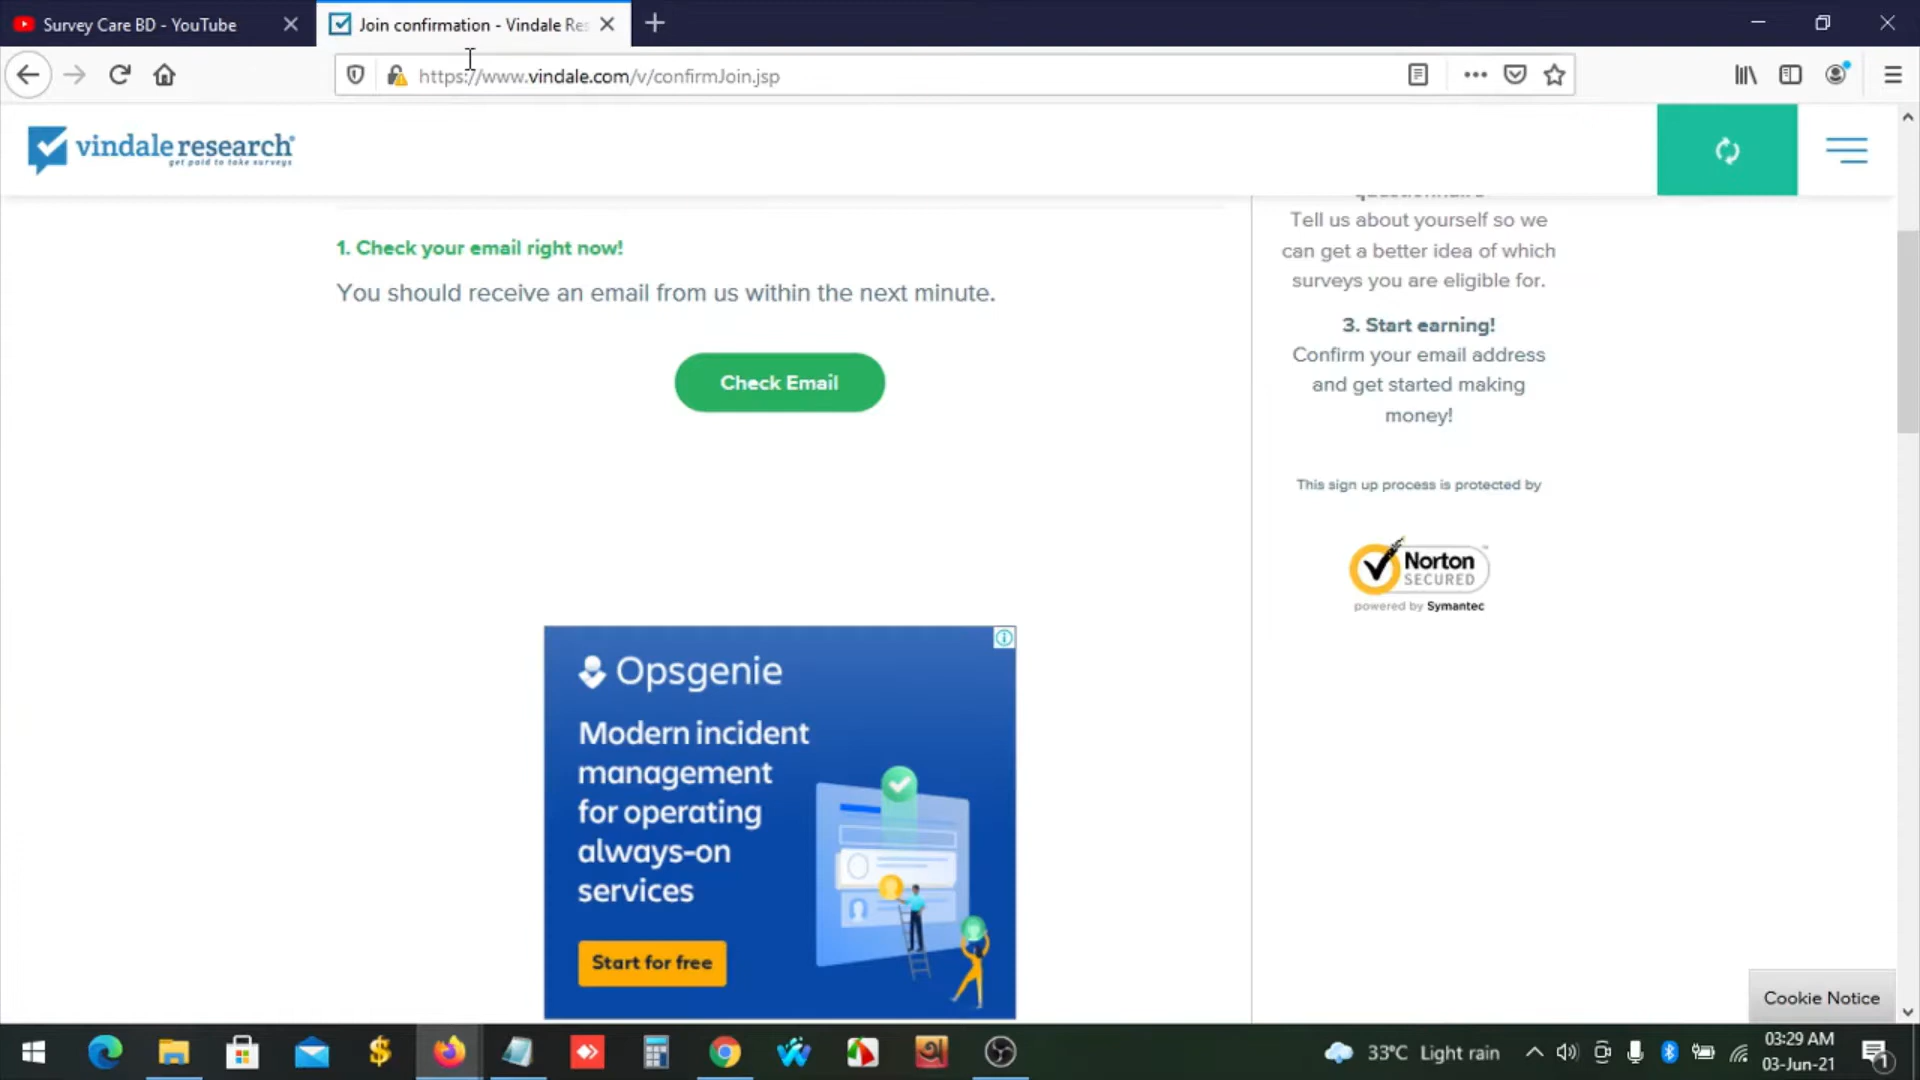 Survey Care BD - YouTube
Join confirmation - Vindale Res
https://www.vindale.com/v/confirmJoin.jsp
vindale research
get paid to take surveys
1. Check your email right now!
You should receive an email from us within the next minute.
Check Email
questionnaire
Tell us about yourself so we
can get a better idea of which
surveys you are eligible for.
3. Start earning!
Confirm your email address
and get started making
money!
This sign up process is protected by
Norton
SECURED
powered by Symantec
Opsgenie
Modern incident
management
for operating
always-on
services
Start for free
Cookie Notice
33°C Light rain
03:29 AM
03-Jun-21
1